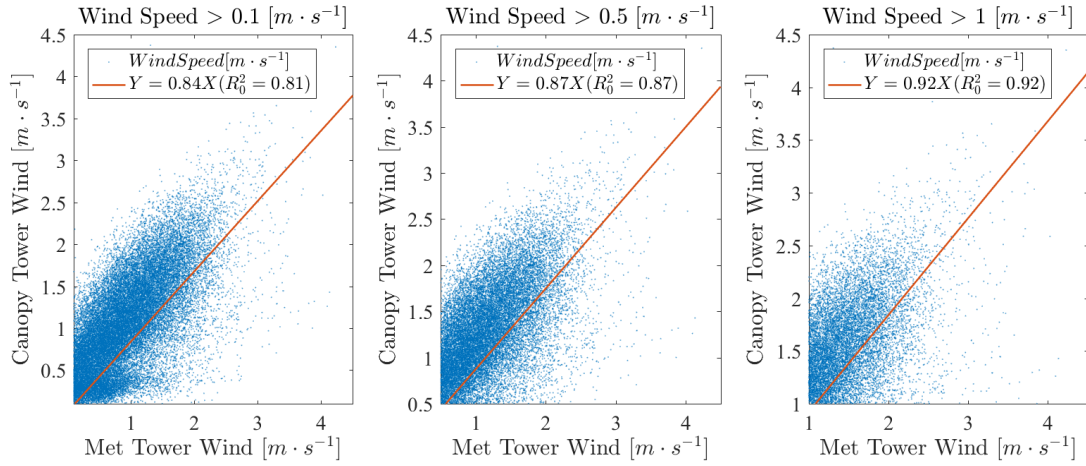 Wind Speed > 0.1 [m · s⁻¹]
WindSpeed[m · s⁻¹]
Y = 0.84X(R₀² = 0.81)
Canopy Tower Wind [m · s⁻¹]
4.5
4
3.5
3
2.5
2
1.5
1
0.5
1
2
3
4
Met Tower Wind [m · s⁻¹]
Wind Speed > 0.5 [m · s⁻¹]
WindSpeed[m · s⁻¹]
Y = 0.87X(R₀² = 0.87)
Canopy Tower Wind [m · s⁻¹]
4.5
4
3.5
3
2.5
2
1.5
1
0.5
1
2
3
4
Met Tower Wind [m · s⁻¹]
Wind Speed > 1 [m · s⁻¹]
WindSpeed[m · s⁻¹]
Y = 0.92X(R₀² = 0.92)
Canopy Tower Wind [m · s⁻¹]
4.5
4
3.5
3
2.5
2
1.5
1
1
2
3
4
Met Tower Wind [m · s⁻¹]